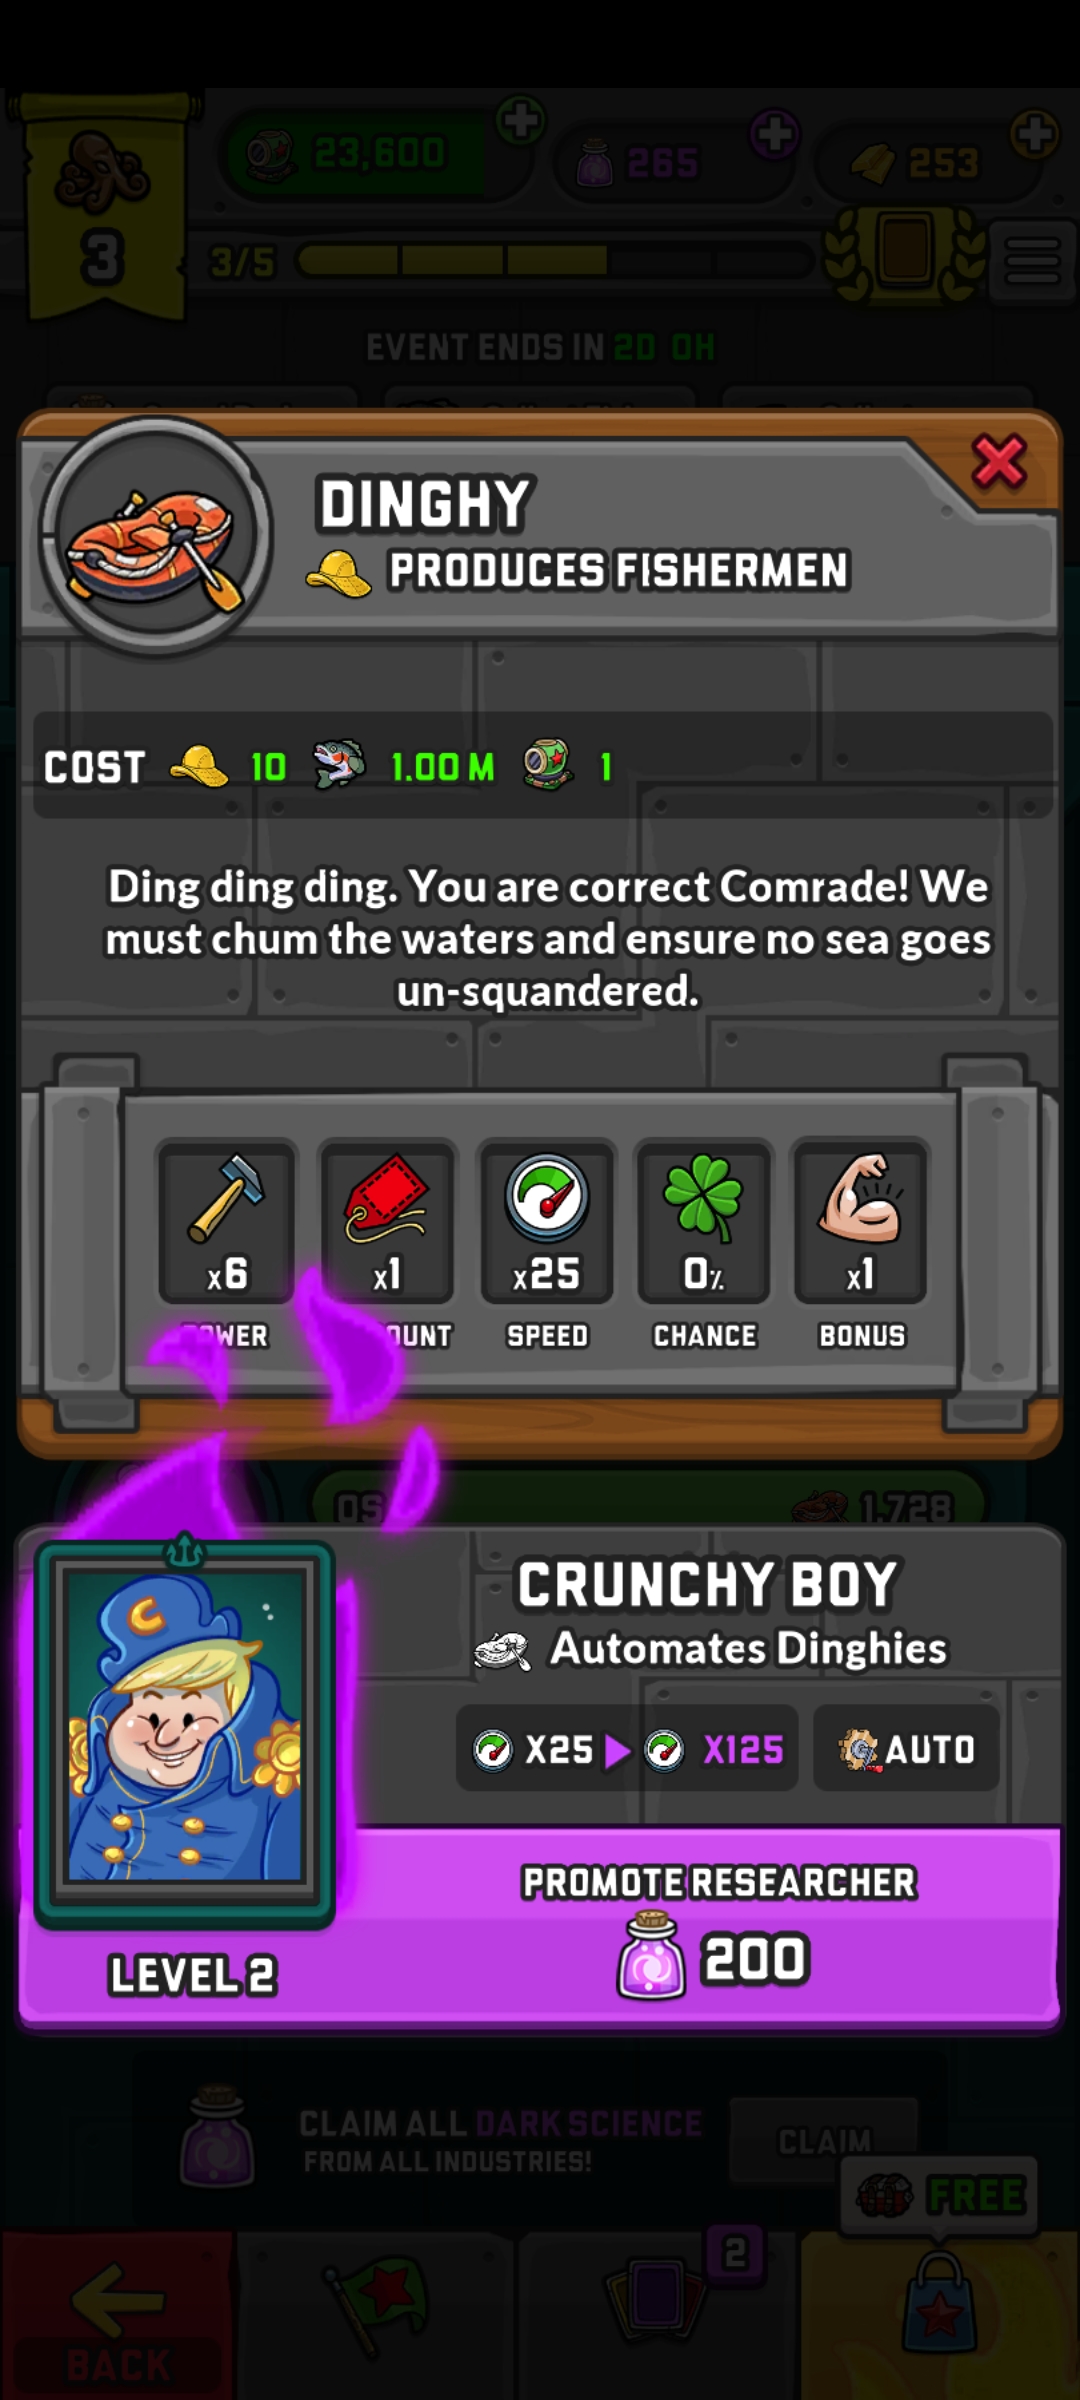 23,600
265
253
3
3/5
EVENT ENDS IN 2D 0H
DINGHY
PRODUCES FISHERMEN
COST 10 1.00 M 1
Ding ding ding. You are correct Comrade! We
must chum the waters and ensure no sea goes
un-squandered.
x6 x1 x25 0% x1
SPEED CHANCE BONUS
0S 1,728
CRUNCHY BOY
Automates Dinghies
X25 X125 AUTO
PROMOTE RESEARCHER
200
LEVEL 2
CLAIM ALL DARK SCIENCE
FROM ALL INDUSTRIES!
CLAIM
FREE
2
BACK